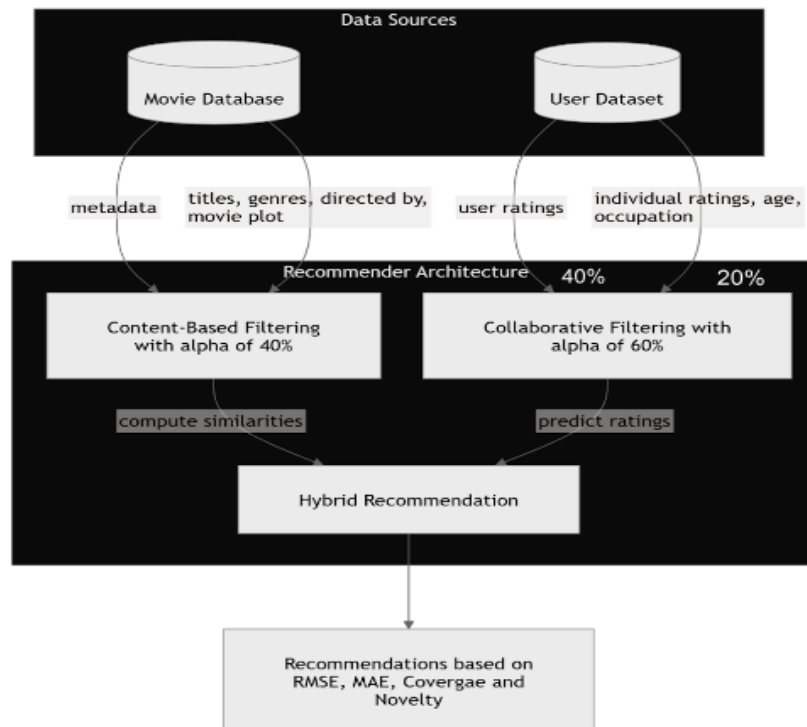 Data Sources
Movie Database
User Dataset
metadata
titles, genres, directed by,
movie plot
user ratings
individual ratings, age,
occupation
Recommender Architecture
40%
20%
Content-Based Filtering
with alpha of 40%
Collaborative Filtering with
alpha of 60%
compute similarities
predict ratings
Hybrid Recommendation
Recommendations based on
RMSE, MAE, Covergae and
Novelty